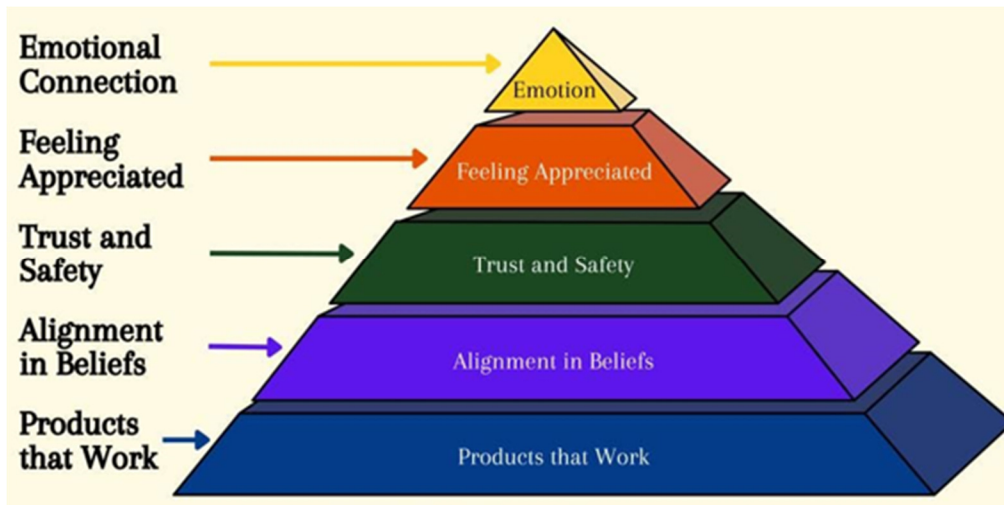 Emotional
Connection
Emotion
Feeling
Appreciated
Feeling Appreciated
Trust and
Safety
Trust and Safety
Alignment
in Beliefs
Alignment in Beliefs
Products
that Work
Products that Work